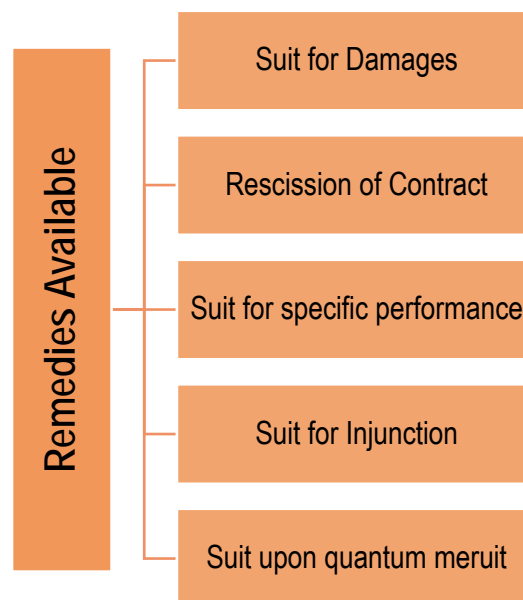 Remedies Available
Suit for Damages
Rescission of Contract
Suit for specific performance
Suit for Injunction
Suit upon quantum meruit